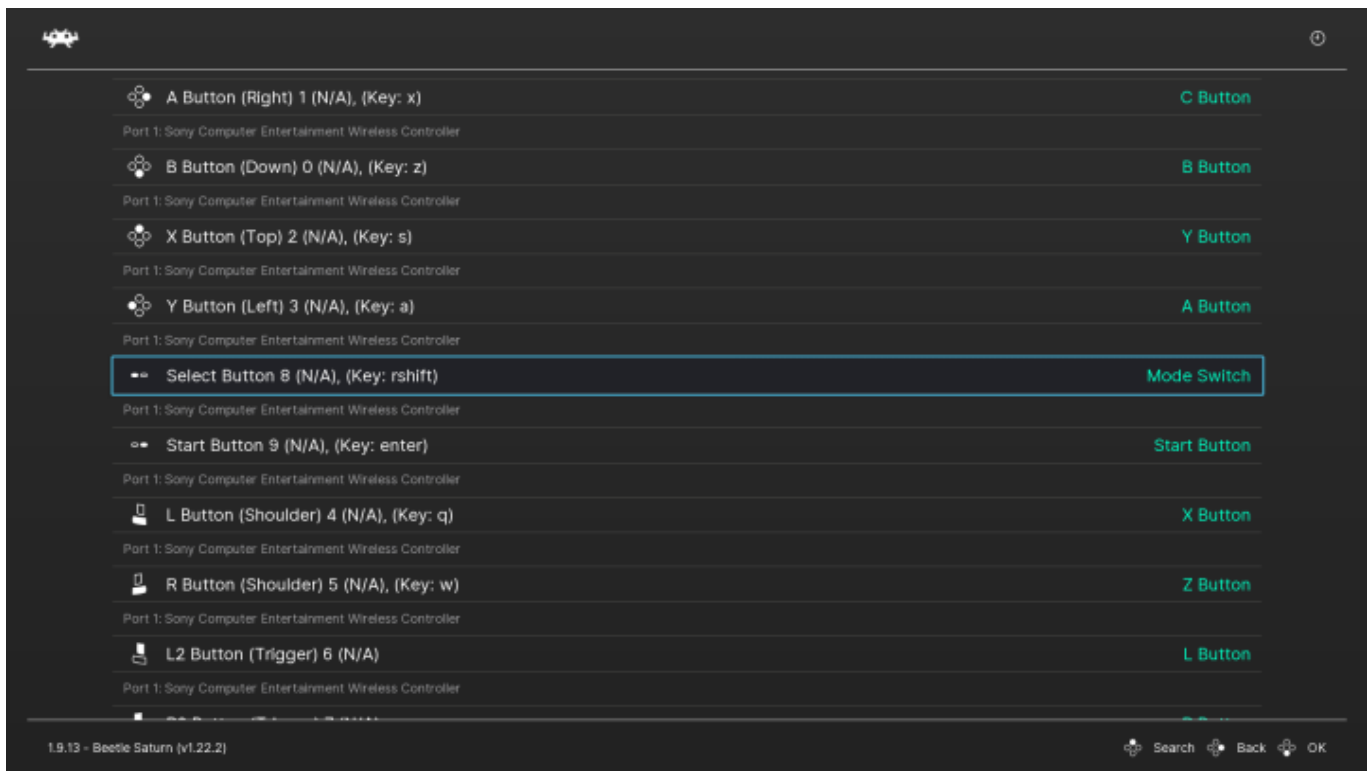 A Button (Right) 1 (N/A), (Key: x) C Button
Port 1: Sony Computer Entertainment Wireless Controller
B Button (Down) 0 (N/A), (Key: z) B Button
Port 1: Sony Computer Entertainment Wireless Controller
X Button (Top) 2 (N/A), (Key: s) Y Button
Port 1: Sony Computer Entertainment Wireless Controller
Y Button (Left) 3 (N/A), (Key: a) A Button
Port 1: Sony Computer Entertainment Wireless Controller
Select Button 8 (N/A), (Key: rshift) Mode Switch
Port 1: Sony Computer Entertainment Wireless Controller
Start Button 9 (N/A), (Key: enter) Start Button
Port 1: Sony Computer Entertainment Wireless Controller
L Button (Shoulder) 4 (N/A), (Key: q) X Button
Port 1: Sony Computer Entertainment Wireless Controller
R Button (Shoulder) 5 (N/A), (Key: w) Z Button
Port 1: Sony Computer Entertainment Wireless Controller
L2 Button (Trigger) 6 (N/A) L Button
Port 1: Sony Computer Entertainment Wireless Controller
1.9.13 - Beetle Saturn (v1.22.2) Search Back OK